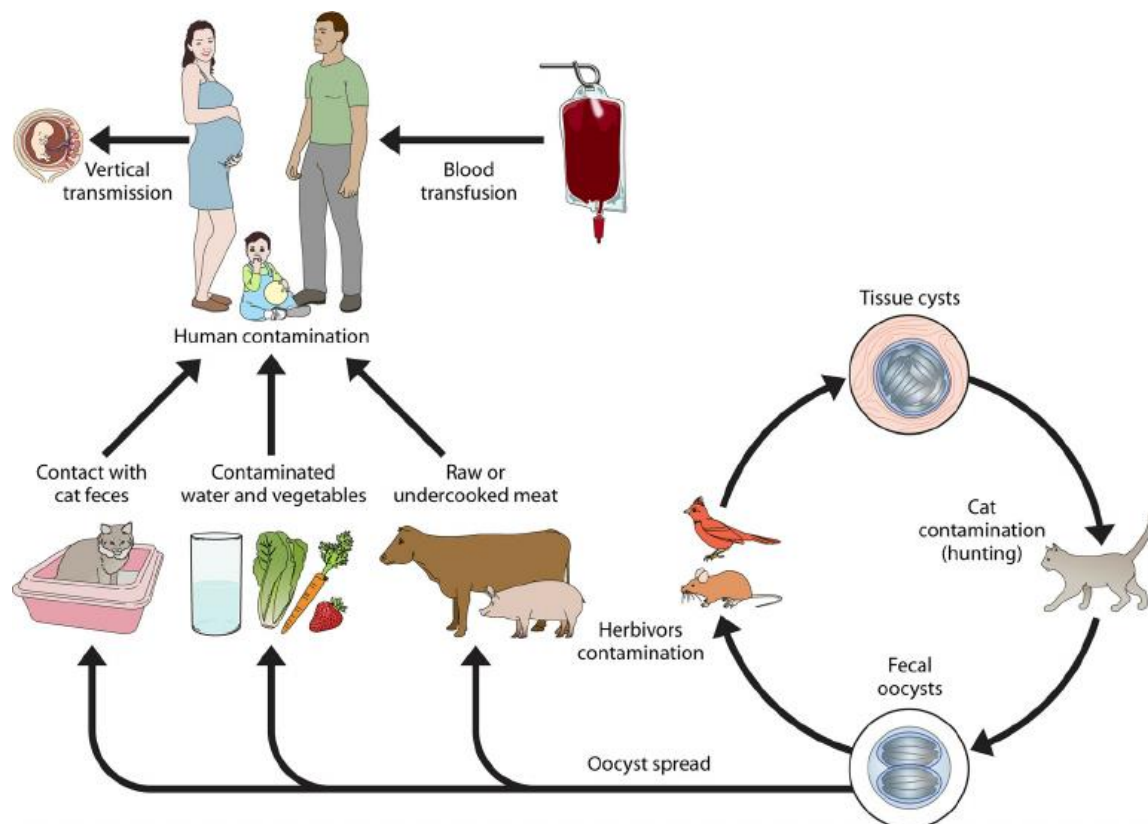 Vertical
transmission
Blood
transfusion
Human contamination
Tissue cysts
Contact with
cat feces
Contaminated
water and vegetables
Raw or
undercooked meat
Cat
contamination
(hunting)
Herbivors
contamination
Fecal
oocysts
Oocyst spread